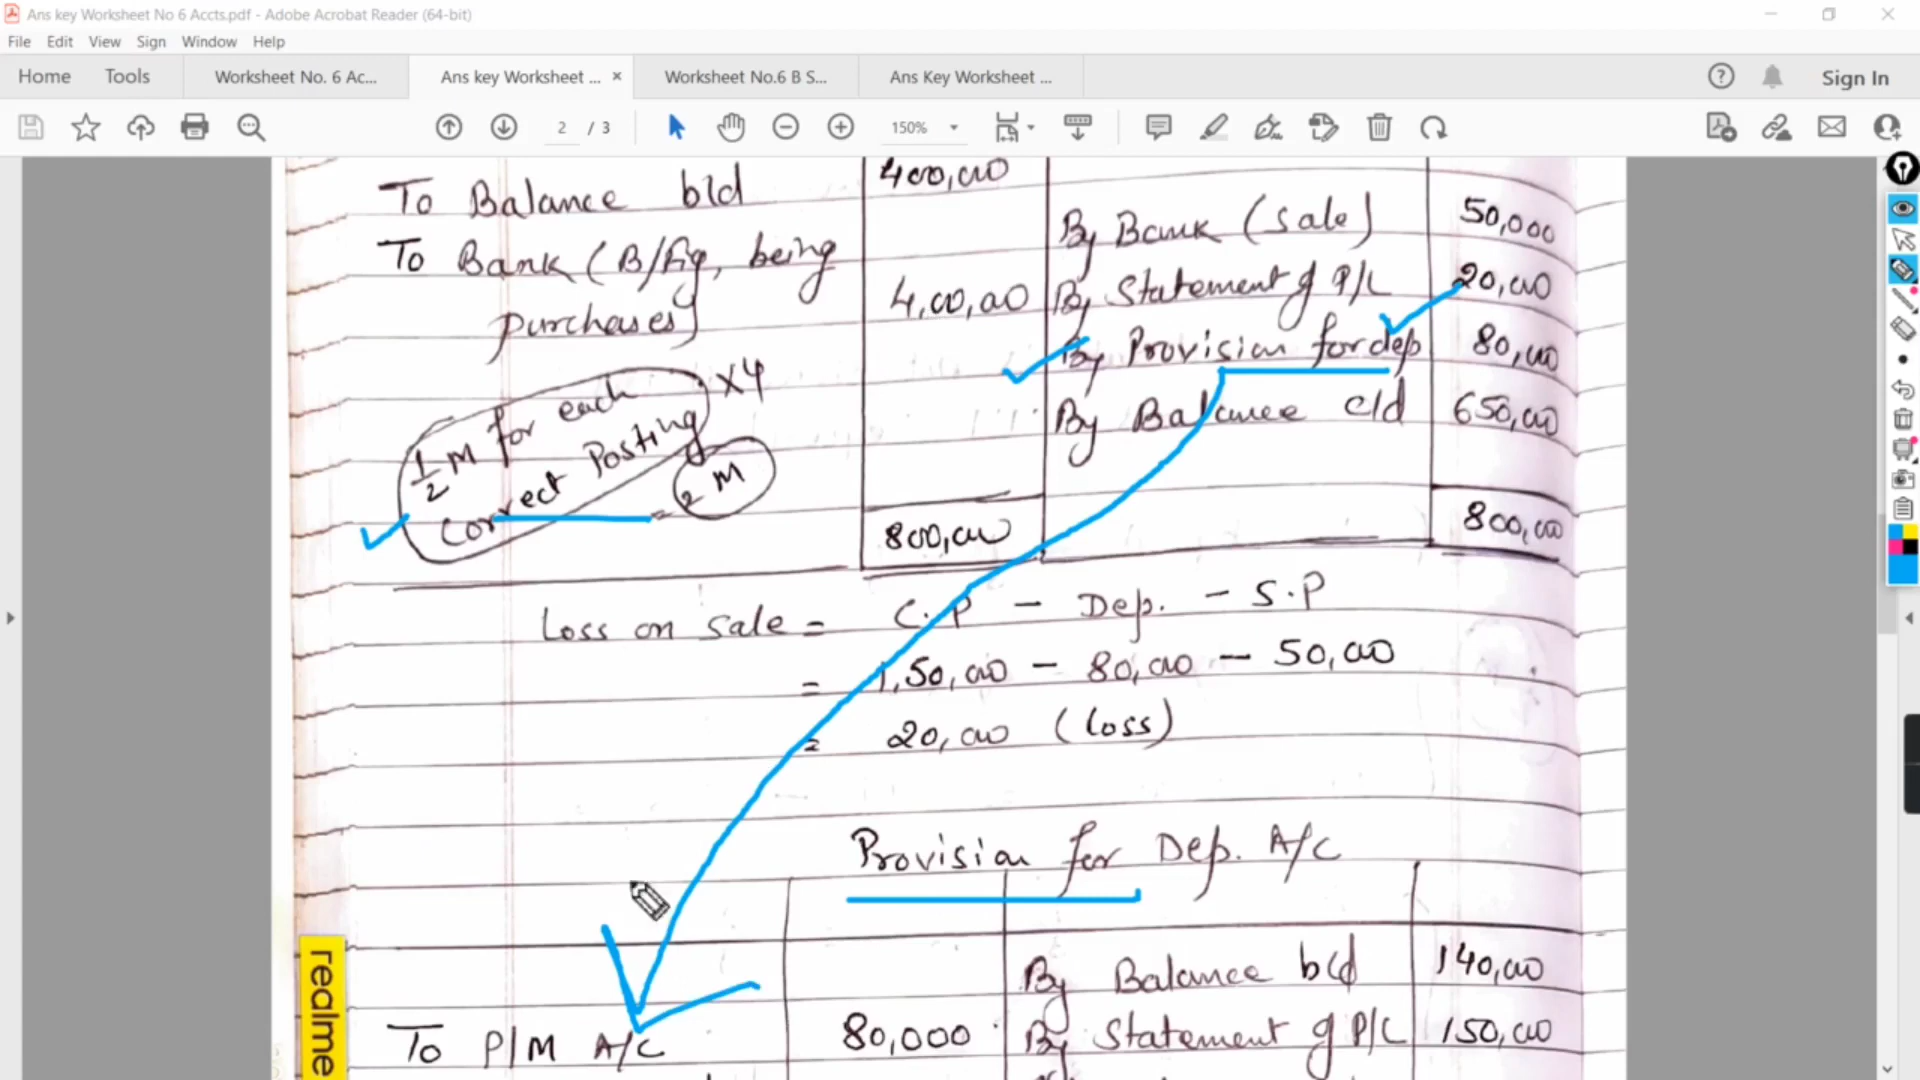 Ans key Worksheet No 6 Accts.pdf - Adobe Acrobat Reader (64-bit)
File Edit View Sign Window Help
Home Tools Worksheet No. 6 Ac... Ans key Worksheet ... × Worksheet No.6 B S... Ans Key Worksheet ... Sign In
2 / 3 150%
To Balance b/d 400,000
By Bank (Sale) 50,000
To Bank (B/fig, being purchases) 4,00,000
By Statement of P/L 20,000
By Provision for dep 80,000
By Balance c/d 650,000
1/2 M for each correct Posting X4 = 2 M
800,000 800,000
Loss on sale = C.P - Dep. - S.P
= 1,50,000 - 80,000 - 50,000
= 20,000 (loss)
Provision for Dep. A/C
By Balance b/d 140,000
To P/M A/C 80,000 By Statement of P/L 150,000
realme